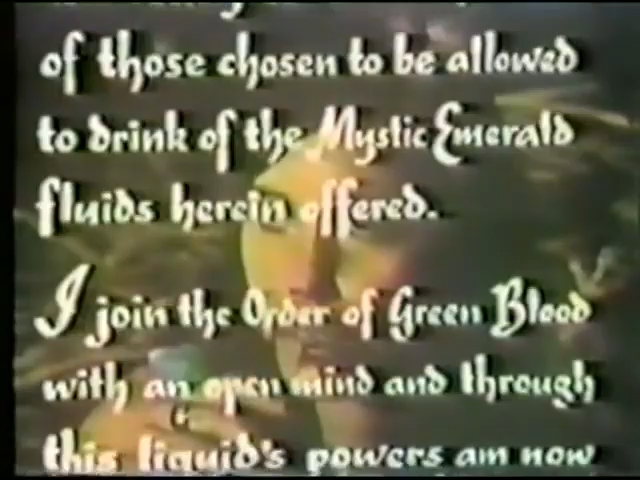 of those chosen to be allowed
to drink of the Mystic Emerald
fluids herein offered.
I join the Order of Green Blood
with an open mind and through
this liquid's powers am now